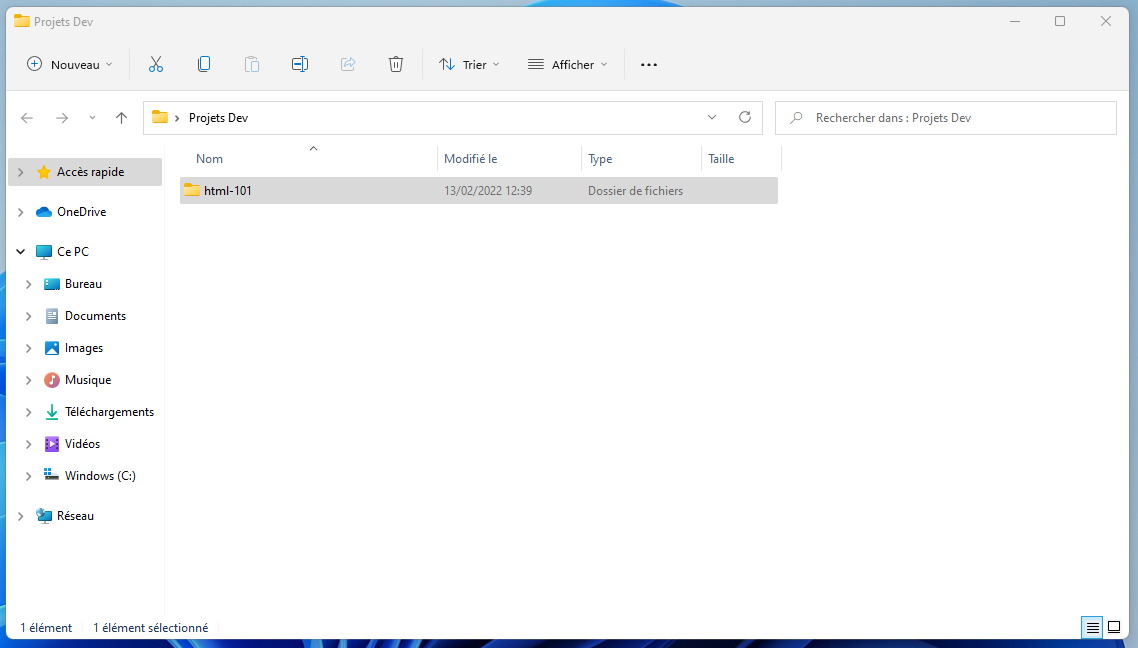 Projets Dev
Nouveau Trier Afficher
Projets Dev Rechercher dans : Projets Dev
Nom Modifié le Type Taille
html-101 13/02/2022 12:39 Dossier de fichiers
Accès rapide
OneDrive
Ce PC
Bureau
Documents
Images
Musique
Téléchargements
Vidéos
Windows (C:)
Réseau
1 élément 1 élément sélectionné